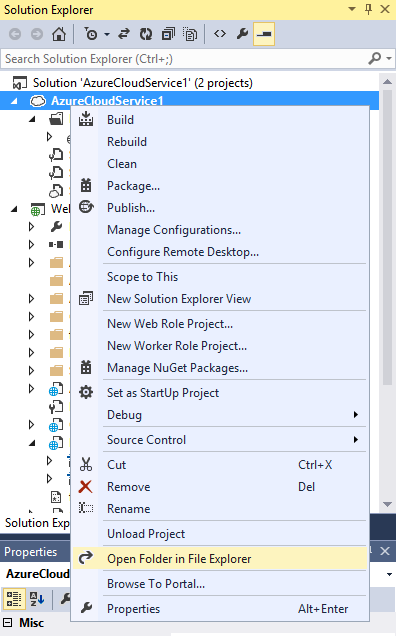 Solution Explorer
Search Solution Explorer (Ctrl+;)
Solution 'AzureCloudService1' (2 projects)
AzureCloudService1
Build
Rebuild
Clean
Package...
Publish...
Manage Configurations...
Configure Remote Desktop...
Scope to This
New Solution Explorer View
New Web Role Project...
New Worker Role Project...
Manage NuGet Packages...
Set as StartUp Project
Debug
Source Control
Cut Ctrl+X
Remove Del
Rename
Unload Project
Open Folder in File Explorer
Browse To Portal...
Properties Alt+Enter
We
Solution Exp
Properties
AzureCloud
Misc